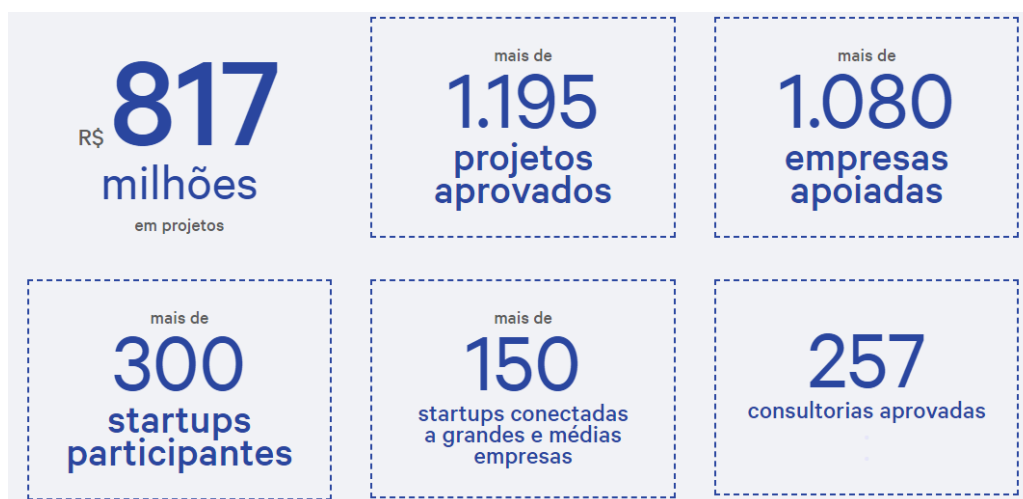 R$ 817
milhões
em projetos
mais de
1.195
projetos
aprovados
mais de
1.080
empresas
apoiadas
mais de
300
startups
participantes
mais de
150
startups conectadas
a grandes e médias
empresas
257
consultorias aprovadas